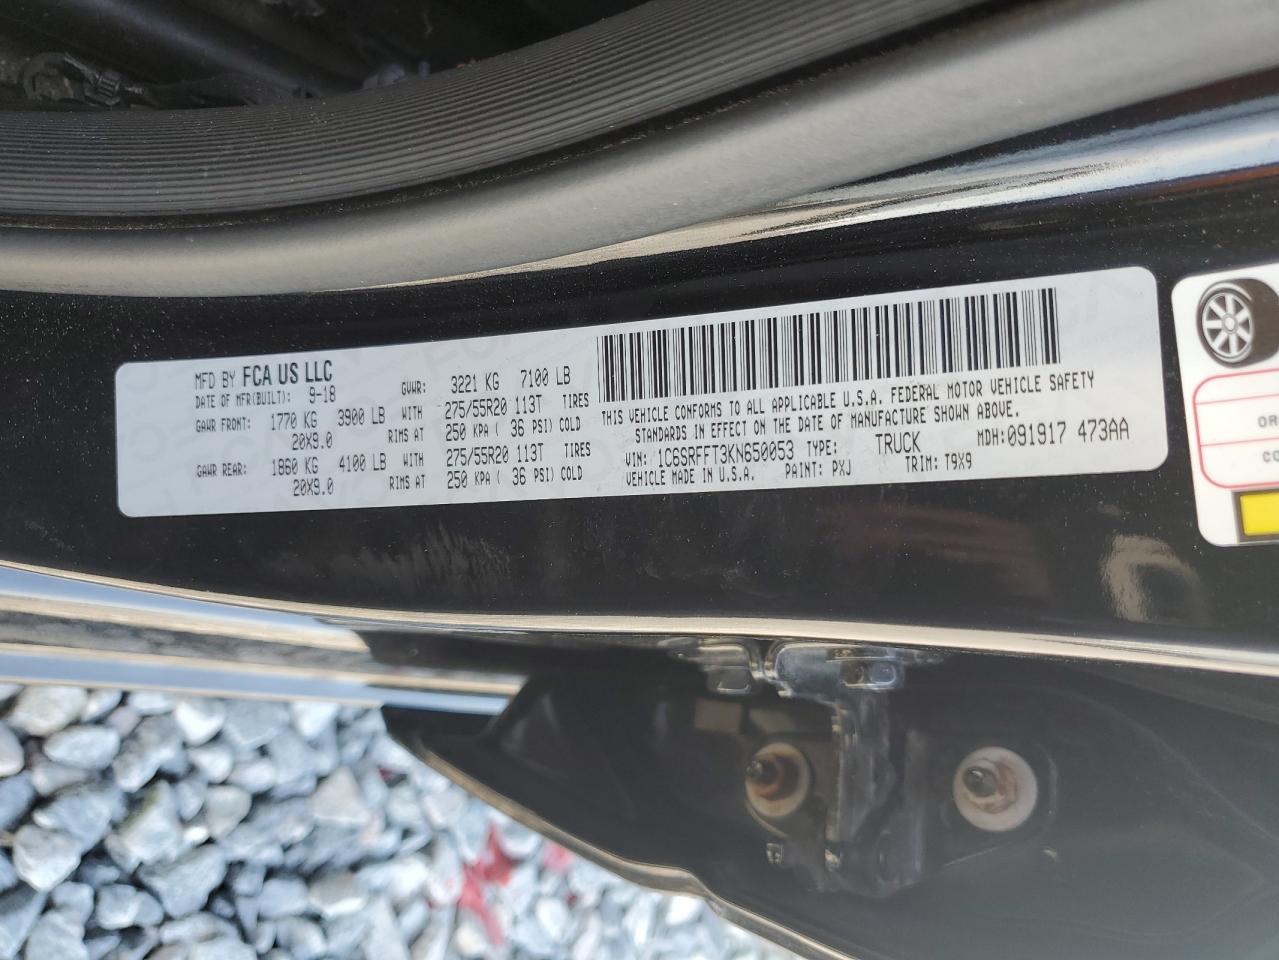 MFD BY FCA US LLC
DATE OF MFR(BUILT): 9-18 GVWR: 3221 KG 7100 LB
GAWR FRONT: 1770 KG 3900 LB WITH 275/55R20 113T TIRES
20X9.0 RIMS AT 250 KPA ( 36 PSI) COLD
GAWR REAR: 1860 KG 4100 LB WITH 275/55R20 113T TIRES
20X9.0 RIMS AT 250 KPA ( 36 PSI) COLD
THIS VEHICLE CONFORMS TO ALL APPLICABLE U.S.A. FEDERAL MOTOR VEHICLE SAFETY
STANDARDS IN EFFECT ON THE DATE OF MANUFACTURE SHOWN ABOVE.
VIN: 1C6SRFFT3KN650053 TYPE: TRUCK MDH:091917 473AA
VEHICLE MADE IN U.S.A. PAINT: PXJ TRIM: T9X9